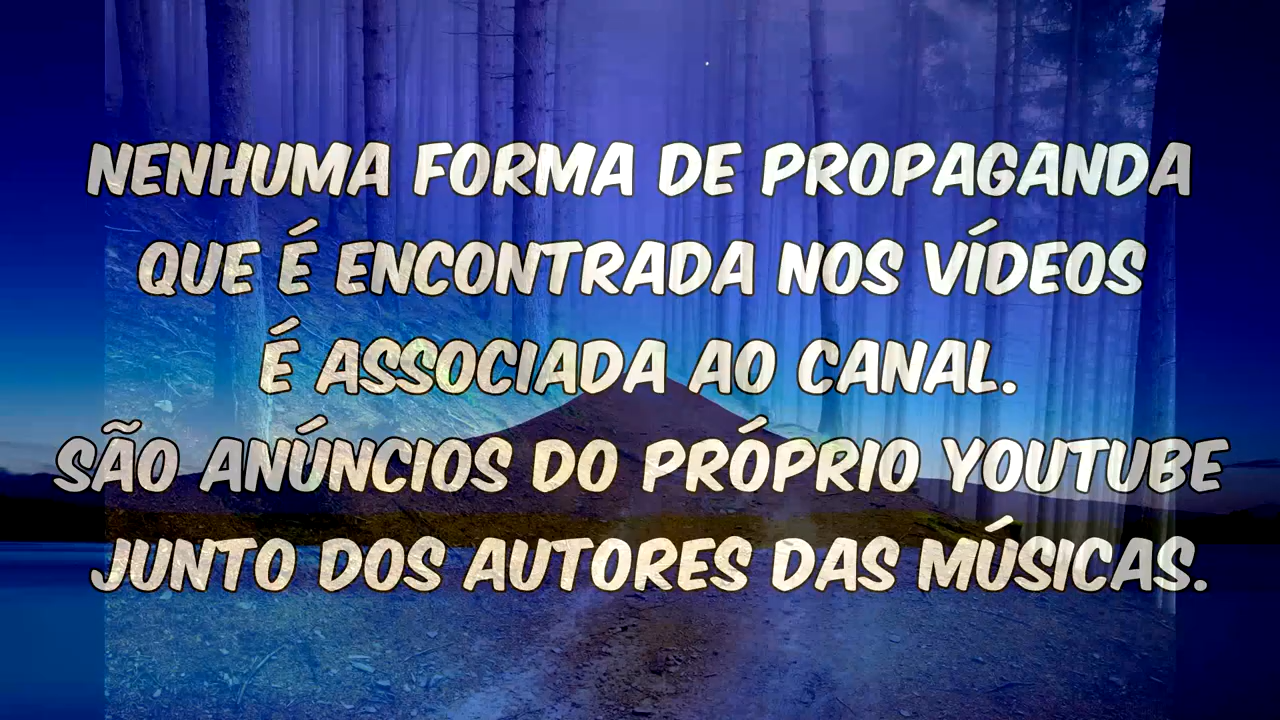 NENHUMA FORMA DE PROPAGANDA
QUE É ENCONTRADA NOS VÍDEOS
É ASSOCIADA AO CANAL.
SÃO ANÚNCIOS DO PRÓPRIO YOUTUBE
JUNTO DOS AUTORES DAS MÚSICAS.